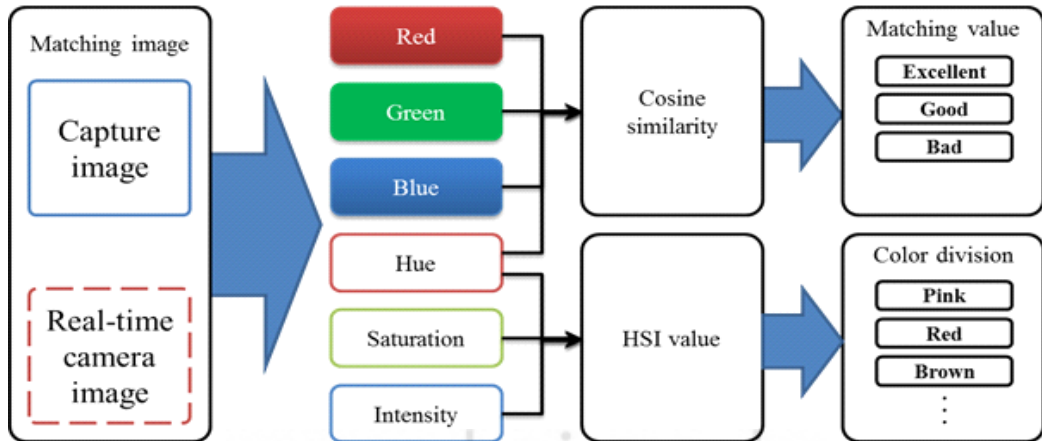 Matching image
Capture
image
Real-time
camera
image
Red
Green
Blue
Hue
Saturation
Intensity
Cosine
similarity
HSI value
Matching value
Excellent
Good
Bad
Color division
Pink
Red
Brown